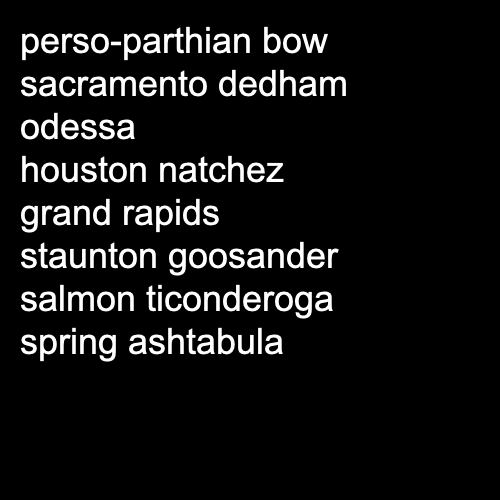 perso-parthian bow
sacramento dedham
odessa
houston natchez
grand rapids
staunton goosander
salmon ticonderoga
spring ashtabula